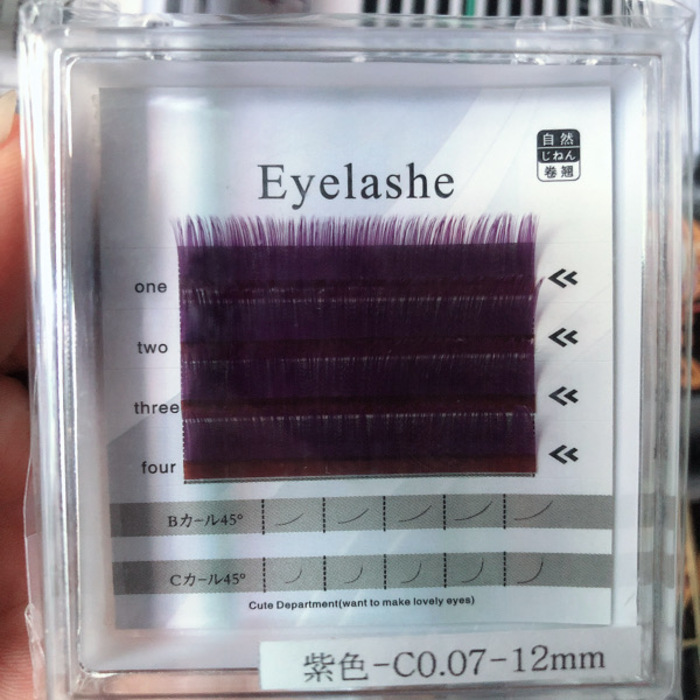 自然
じねん
卷翘
Eyelashe
one
two
three
four
Bカール45°
Cカール45°
Cute Department(want to make lovely eyes)
紫色-C0.07-12mm